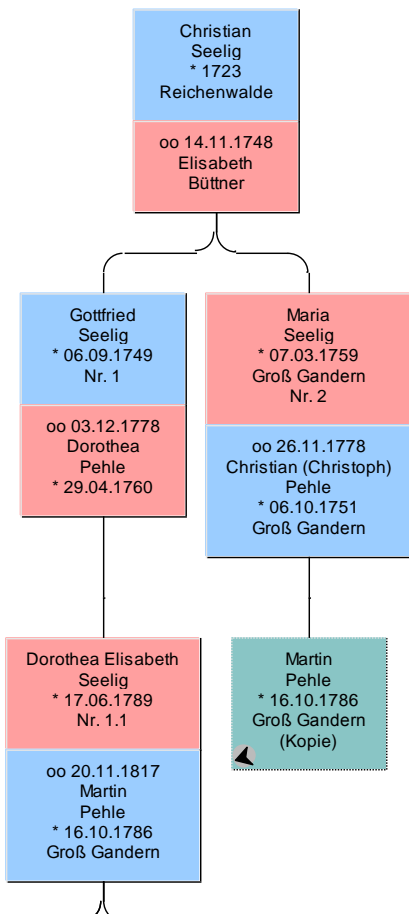 Christian
Seelig
* 1723
Reichenwalde
oo 14.11.1748
Elisabeth
Büttner
Gottfried
Seelig
* 06.09.1749
Nr. 1
oo 03.12.1778
Dorothea
Pehle
* 29.04.1760
Maria
Seelig
* 07.03.1759
Groß Gandern
Nr. 2
oo 26.11.1778
Christian (Christoph)
Pehle
* 06.10.1751
Groß Gandern
Dorothea Elisabeth
Seelig
* 17.06.1789
Nr. 1.1
oo 20.11.1817
Martin
Pehle
* 16.10.1786
Groß Gandern
Martin
Pehle
* 16.10.1786
Groß Gandern
(Kopie)